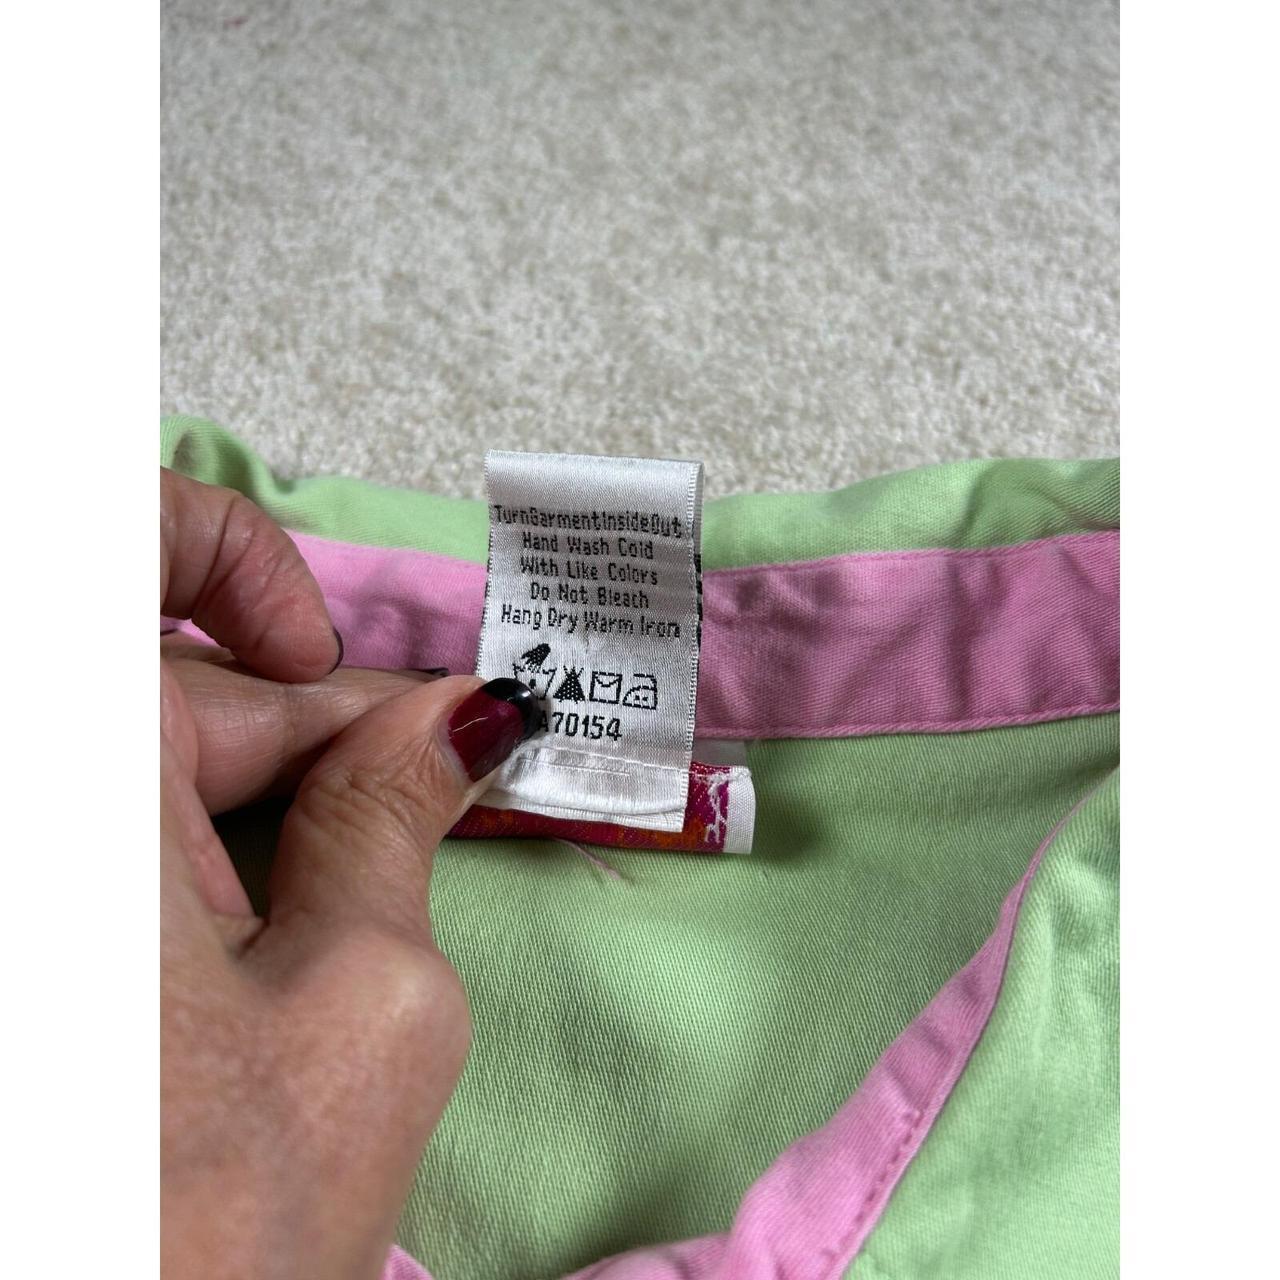 TurnGarmentInsideOut
Hand Wash Cold
With Like Colors
Do Not Bleach
Hang Dry Warm Iron
A70154